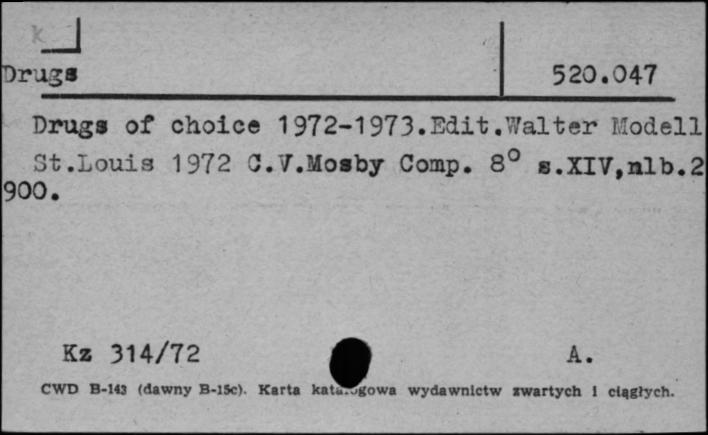 K
Drugs 520.047
Drugs of choice 1972-1973.Edit.Walter Modell
St.Louis 1972 C.V.Mosby Comp. 8° s.XIV,nlb.2
900.
Kz 314/72 A.
CWD B-143 (dawny B-15c). Karta katalogowa wydawnictw zwartych i ciągłych.